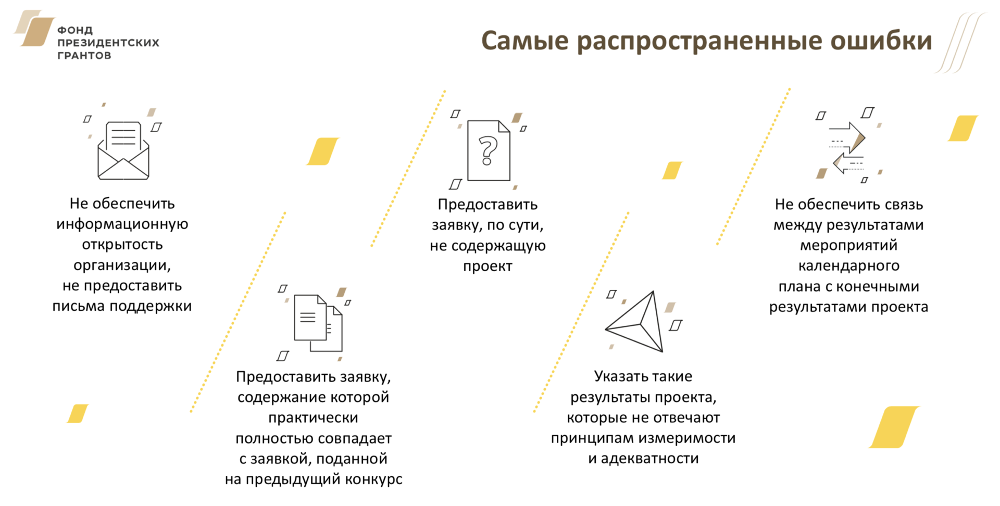 ФОНД
ПРЕЗИДЕНТСКИХ
ГРАНТОВ
Самые распространенные ошибки
Не обеспечить
информационную
открытость
организации,
не предоставить
письма поддержки
Предоставить заявку,
содержание которой
практически
полностью совпадает
с заявкой, поданной
на предыдущий конкурс
?
Предоставить
заявку, по сути,
не содержащую
проект
Указать такие
результаты проекта,
которые не отвечают
принципам измеримости
и адекватности
Не обеспечить связь
между результатами
мероприятий
календарного
плана с конечными
результатами проекта